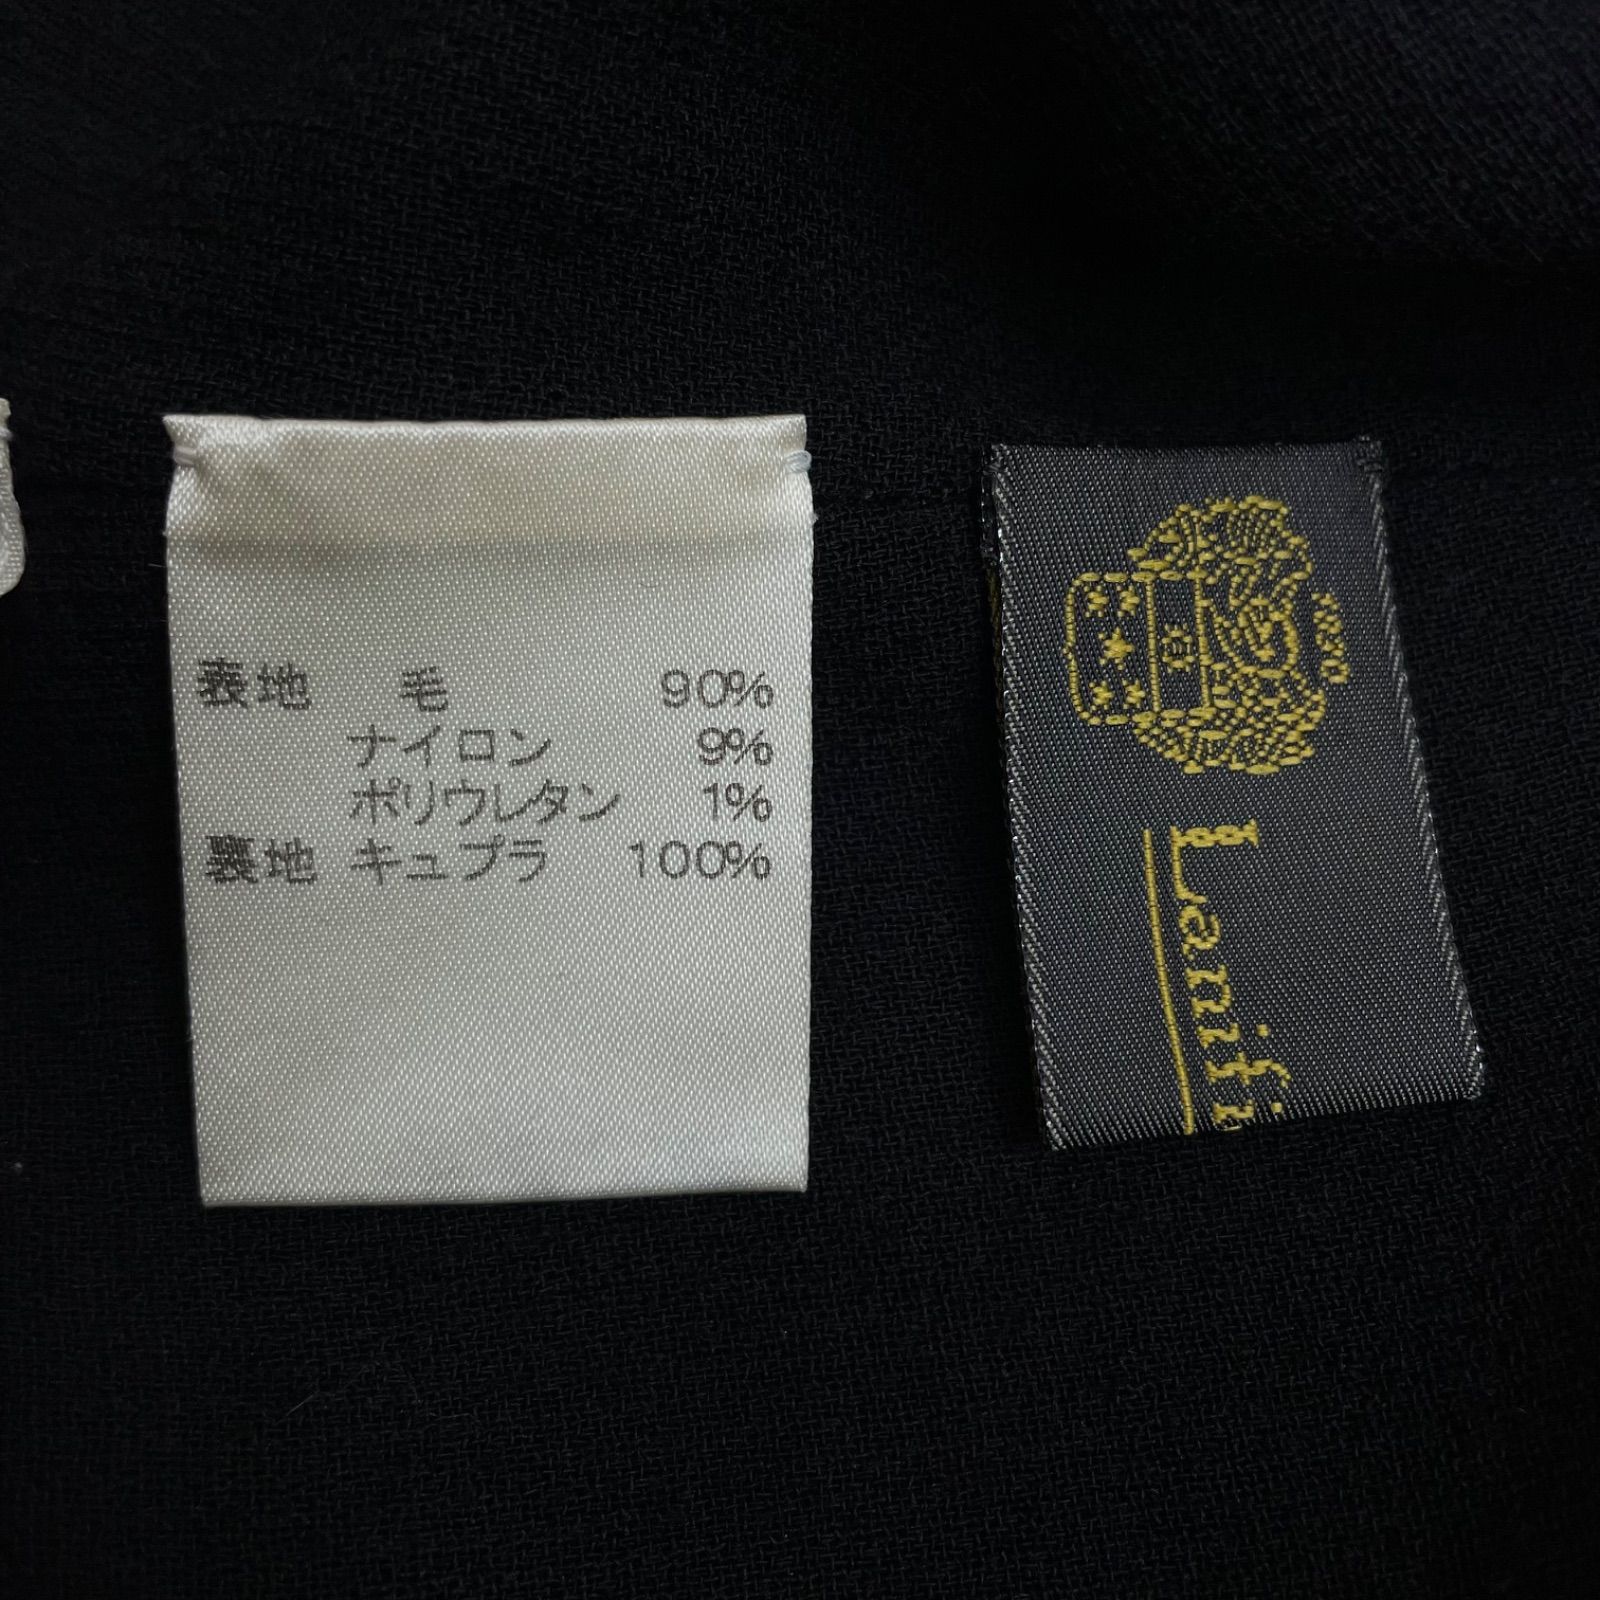 表地 毛 90%
ナイロン 9%
ポリウレタン 1%
裏地 キュプラ 100%
Lanifi